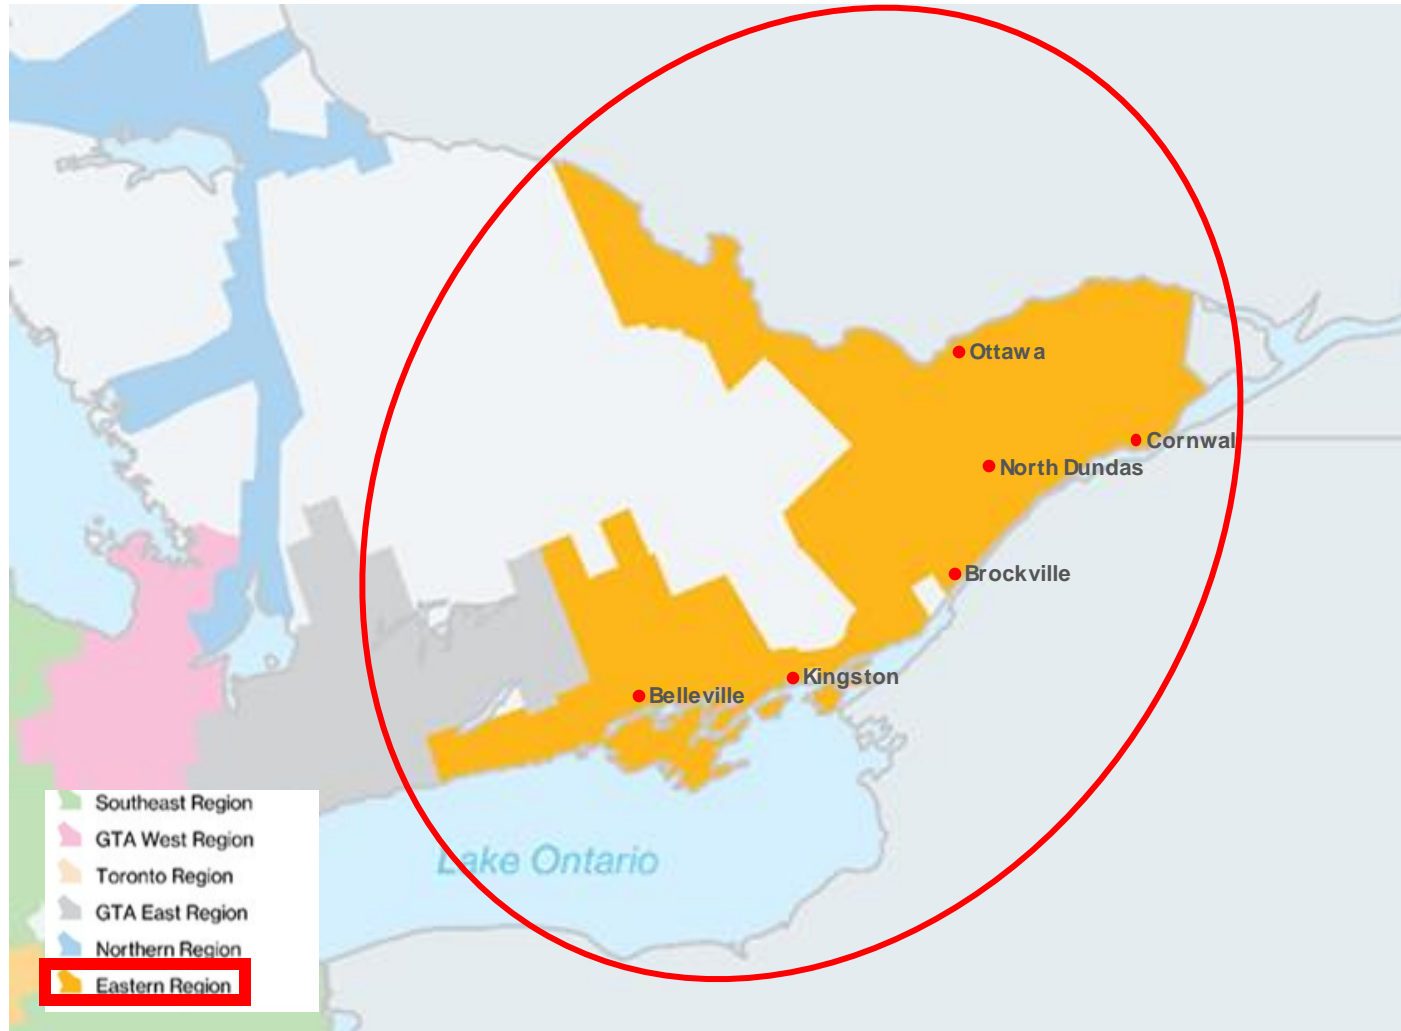 Ottawa
Cornwal
North Dundas
Brockville
Kingston
Belleville
Lake Ontario
Southeast Region
GTA West Region
Toronto Region
GTA East Region
Northern Region
Eastern Region